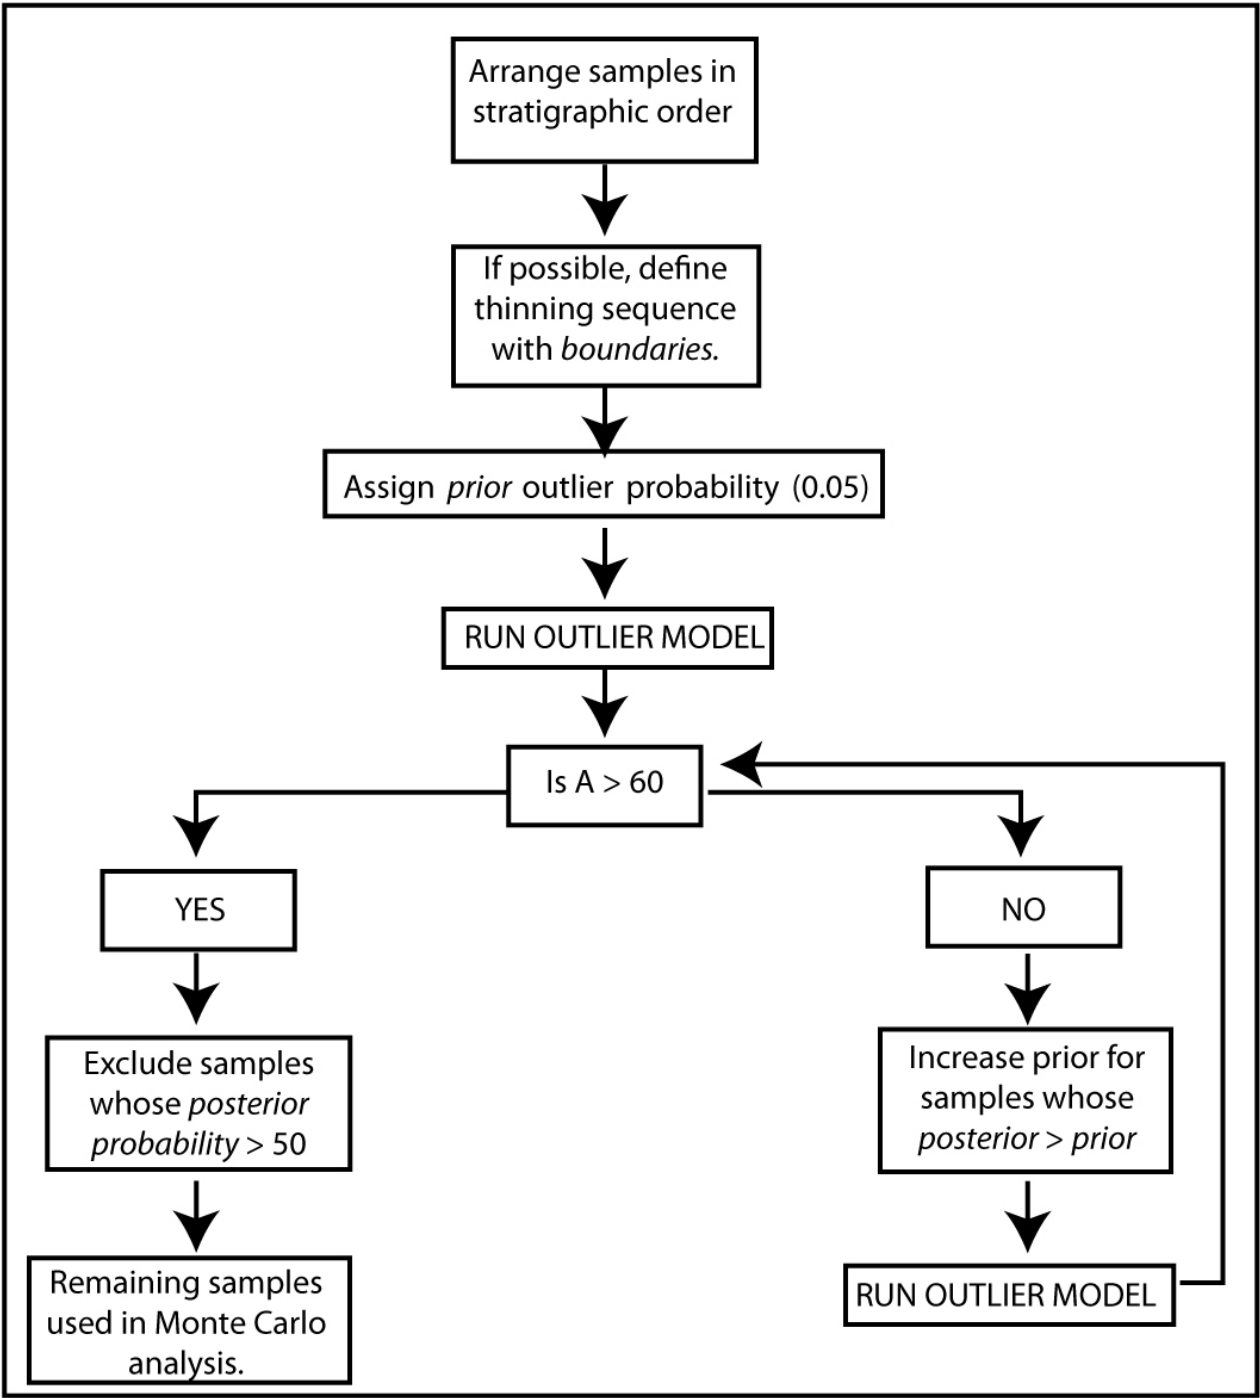 Arrange samples in
stratigraphic order
If possible, define
thinning sequence
with boundaries.
Assign prior outlier probability (0.05)
RUN OUTLIER MODEL
Is A > 60
YES
NO
Exclude samples
whose posterior
probability > 50
Increase prior for
samples whose
posterior > prior
Remaining samples
used in Monte Carlo
analysis.
RUN OUTLIER MODEL